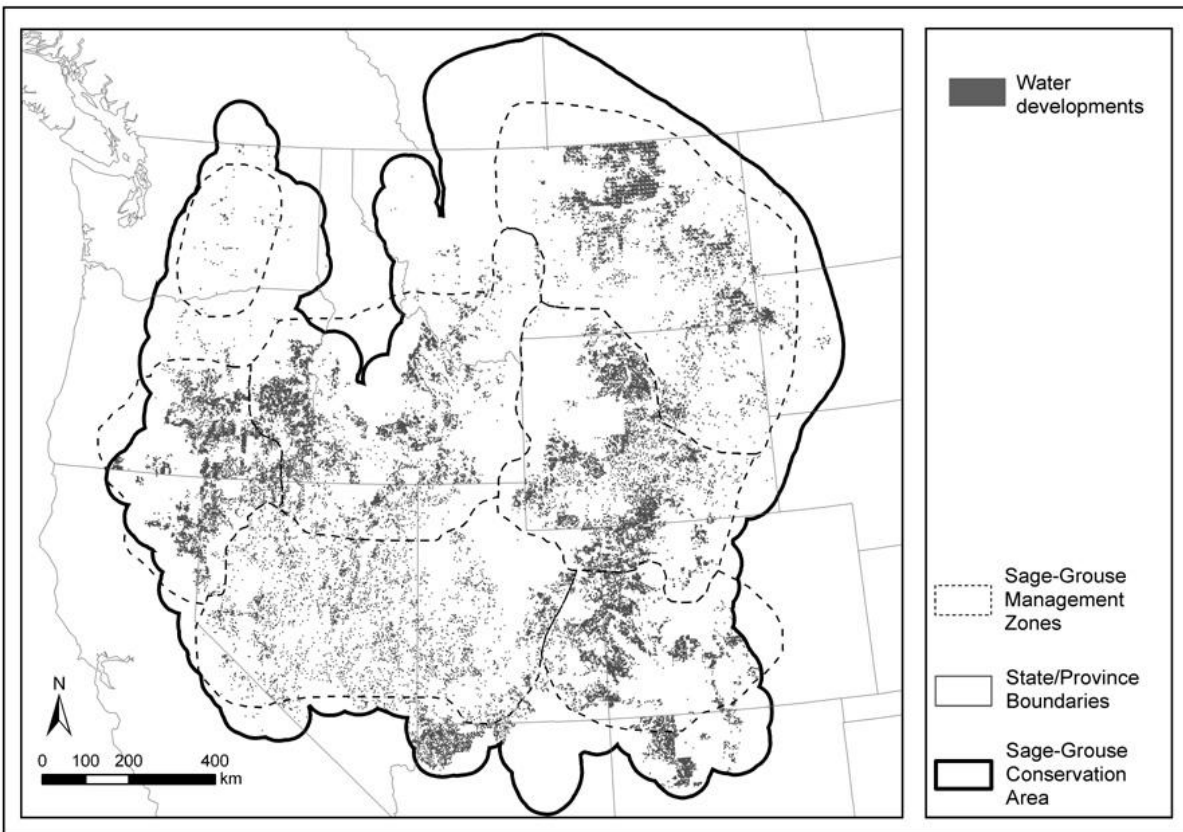 Water
developments
Sage-Grouse
Management
Zones
State/Province
Boundaries
Sage-Grouse
Conservation
Area
N
0 100 200 400
km